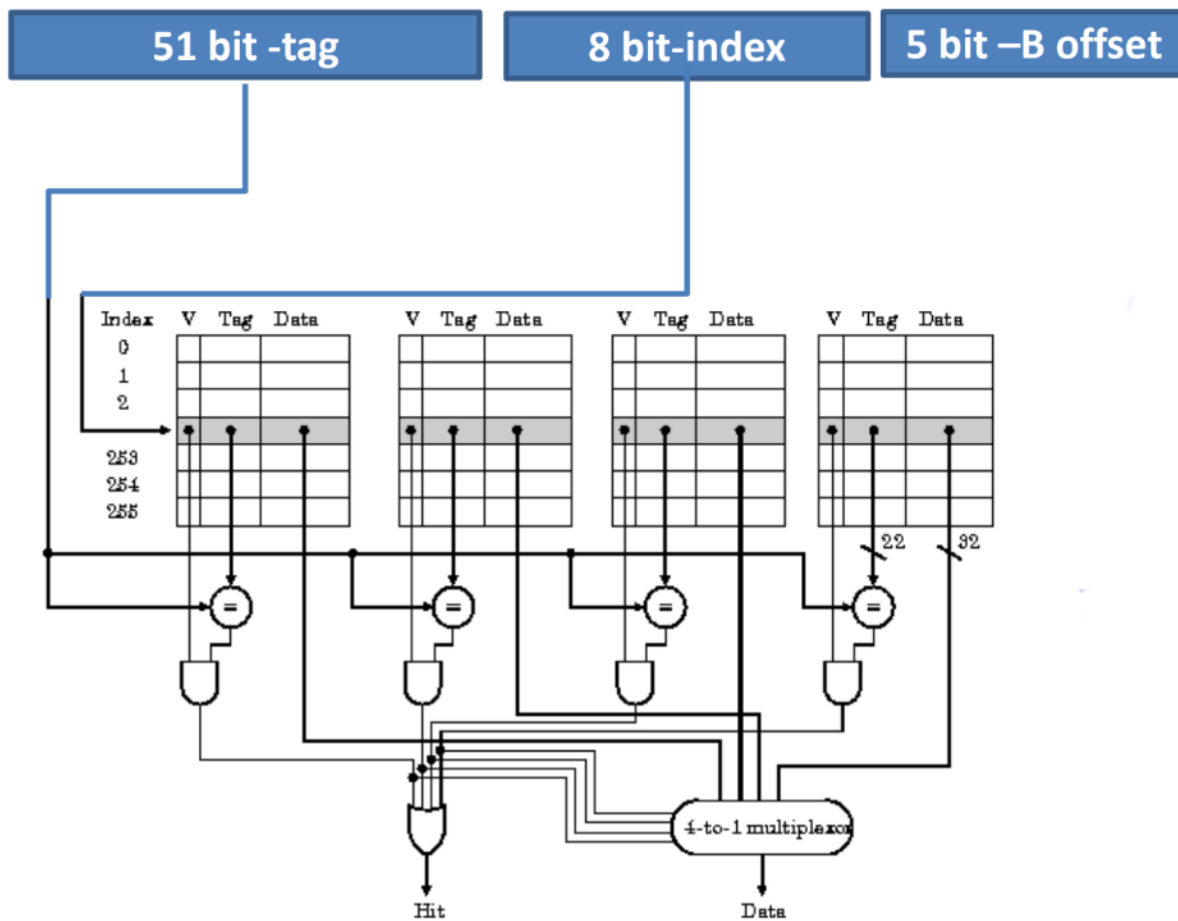 51 bit -tag 8 bit-index 5 bit –B offset
Index V Tag Data V Tag Data V Tag Data V Tag Data
0
1
2
253
254
255
22 32
= = = =
4-to-1 multiplexor
Hit Data